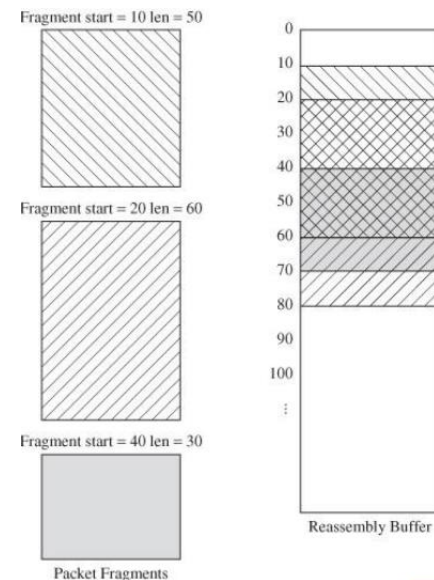 Fragment start = 10 len = 50
Fragment start = 20 len = 60
Fragment start = 40 len = 30
Packet Fragments
0
10
20
30
40
50
60
70
80
90
100
⋮
Reassembly Buffer